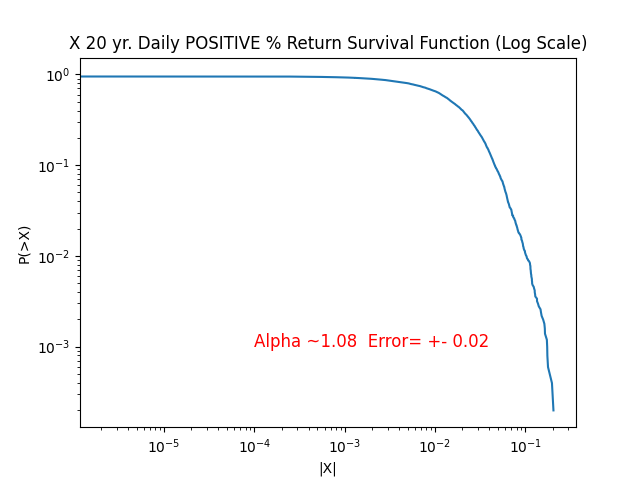 X 20 yr. Daily POSITIVE % Return Survival Function (Log Scale)
10⁰
10⁻¹
10⁻²
10⁻³
P(>X)
Alpha ~1.08  Error= +- 0.02
10⁻⁵ 10⁻⁴ 10⁻³ 10⁻² 10⁻¹
|X|